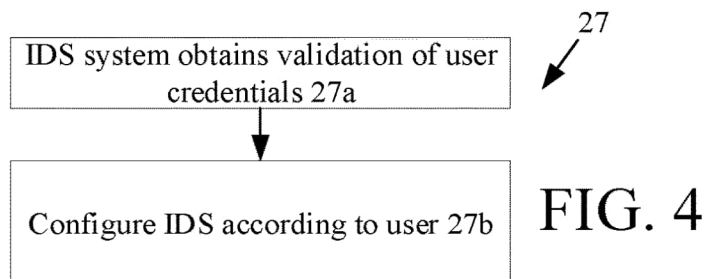 27
IDS system obtains validation of user
credentials 27a
Configure IDS according to user 27b
FIG. 4